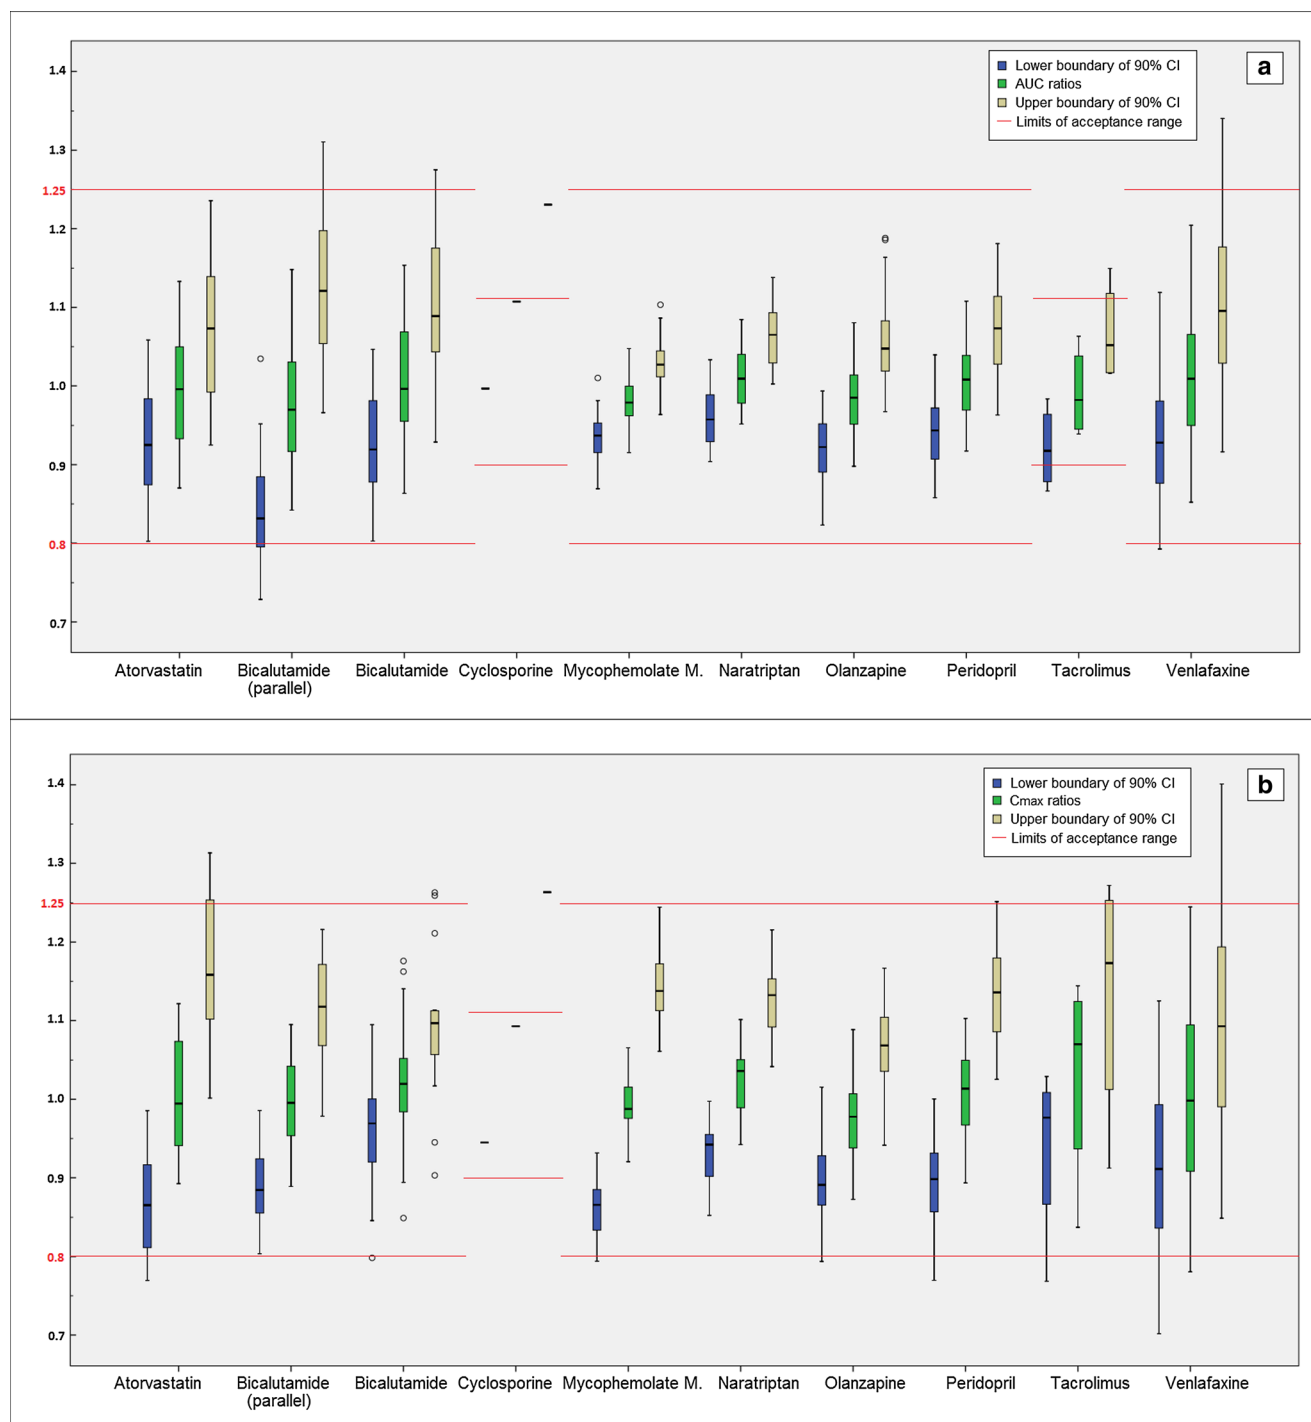 a
Lower boundary of 90% CI
AUC ratios
Upper boundary of 90% CI
Limits of acceptance range
1.4
1.3
1.25
1.2
1.1
1.0
0.9
0.8
0.7
Atorvastatin
Bicalutamide
(parallel)
Bicalutamide
Cyclosporine
Mycophemolate M.
Naratriptan
Olanzapine
Peridopril
Tacrolimus
Venlafaxine
b
Lower boundary of 90% CI
Cmax ratios
Upper boundary of 90% CI
Limits of acceptance range
1.4
1.3
1.25
1.2
1.1
1.0
0.9
0.8
0.7
Atorvastatin
Bicalutamide
(parallel)
Bicalutamide
Cyclosporine
Mycophemolate M.
Naratriptan
Olanzapine
Peridopril
Tacrolimus
Venlafaxine